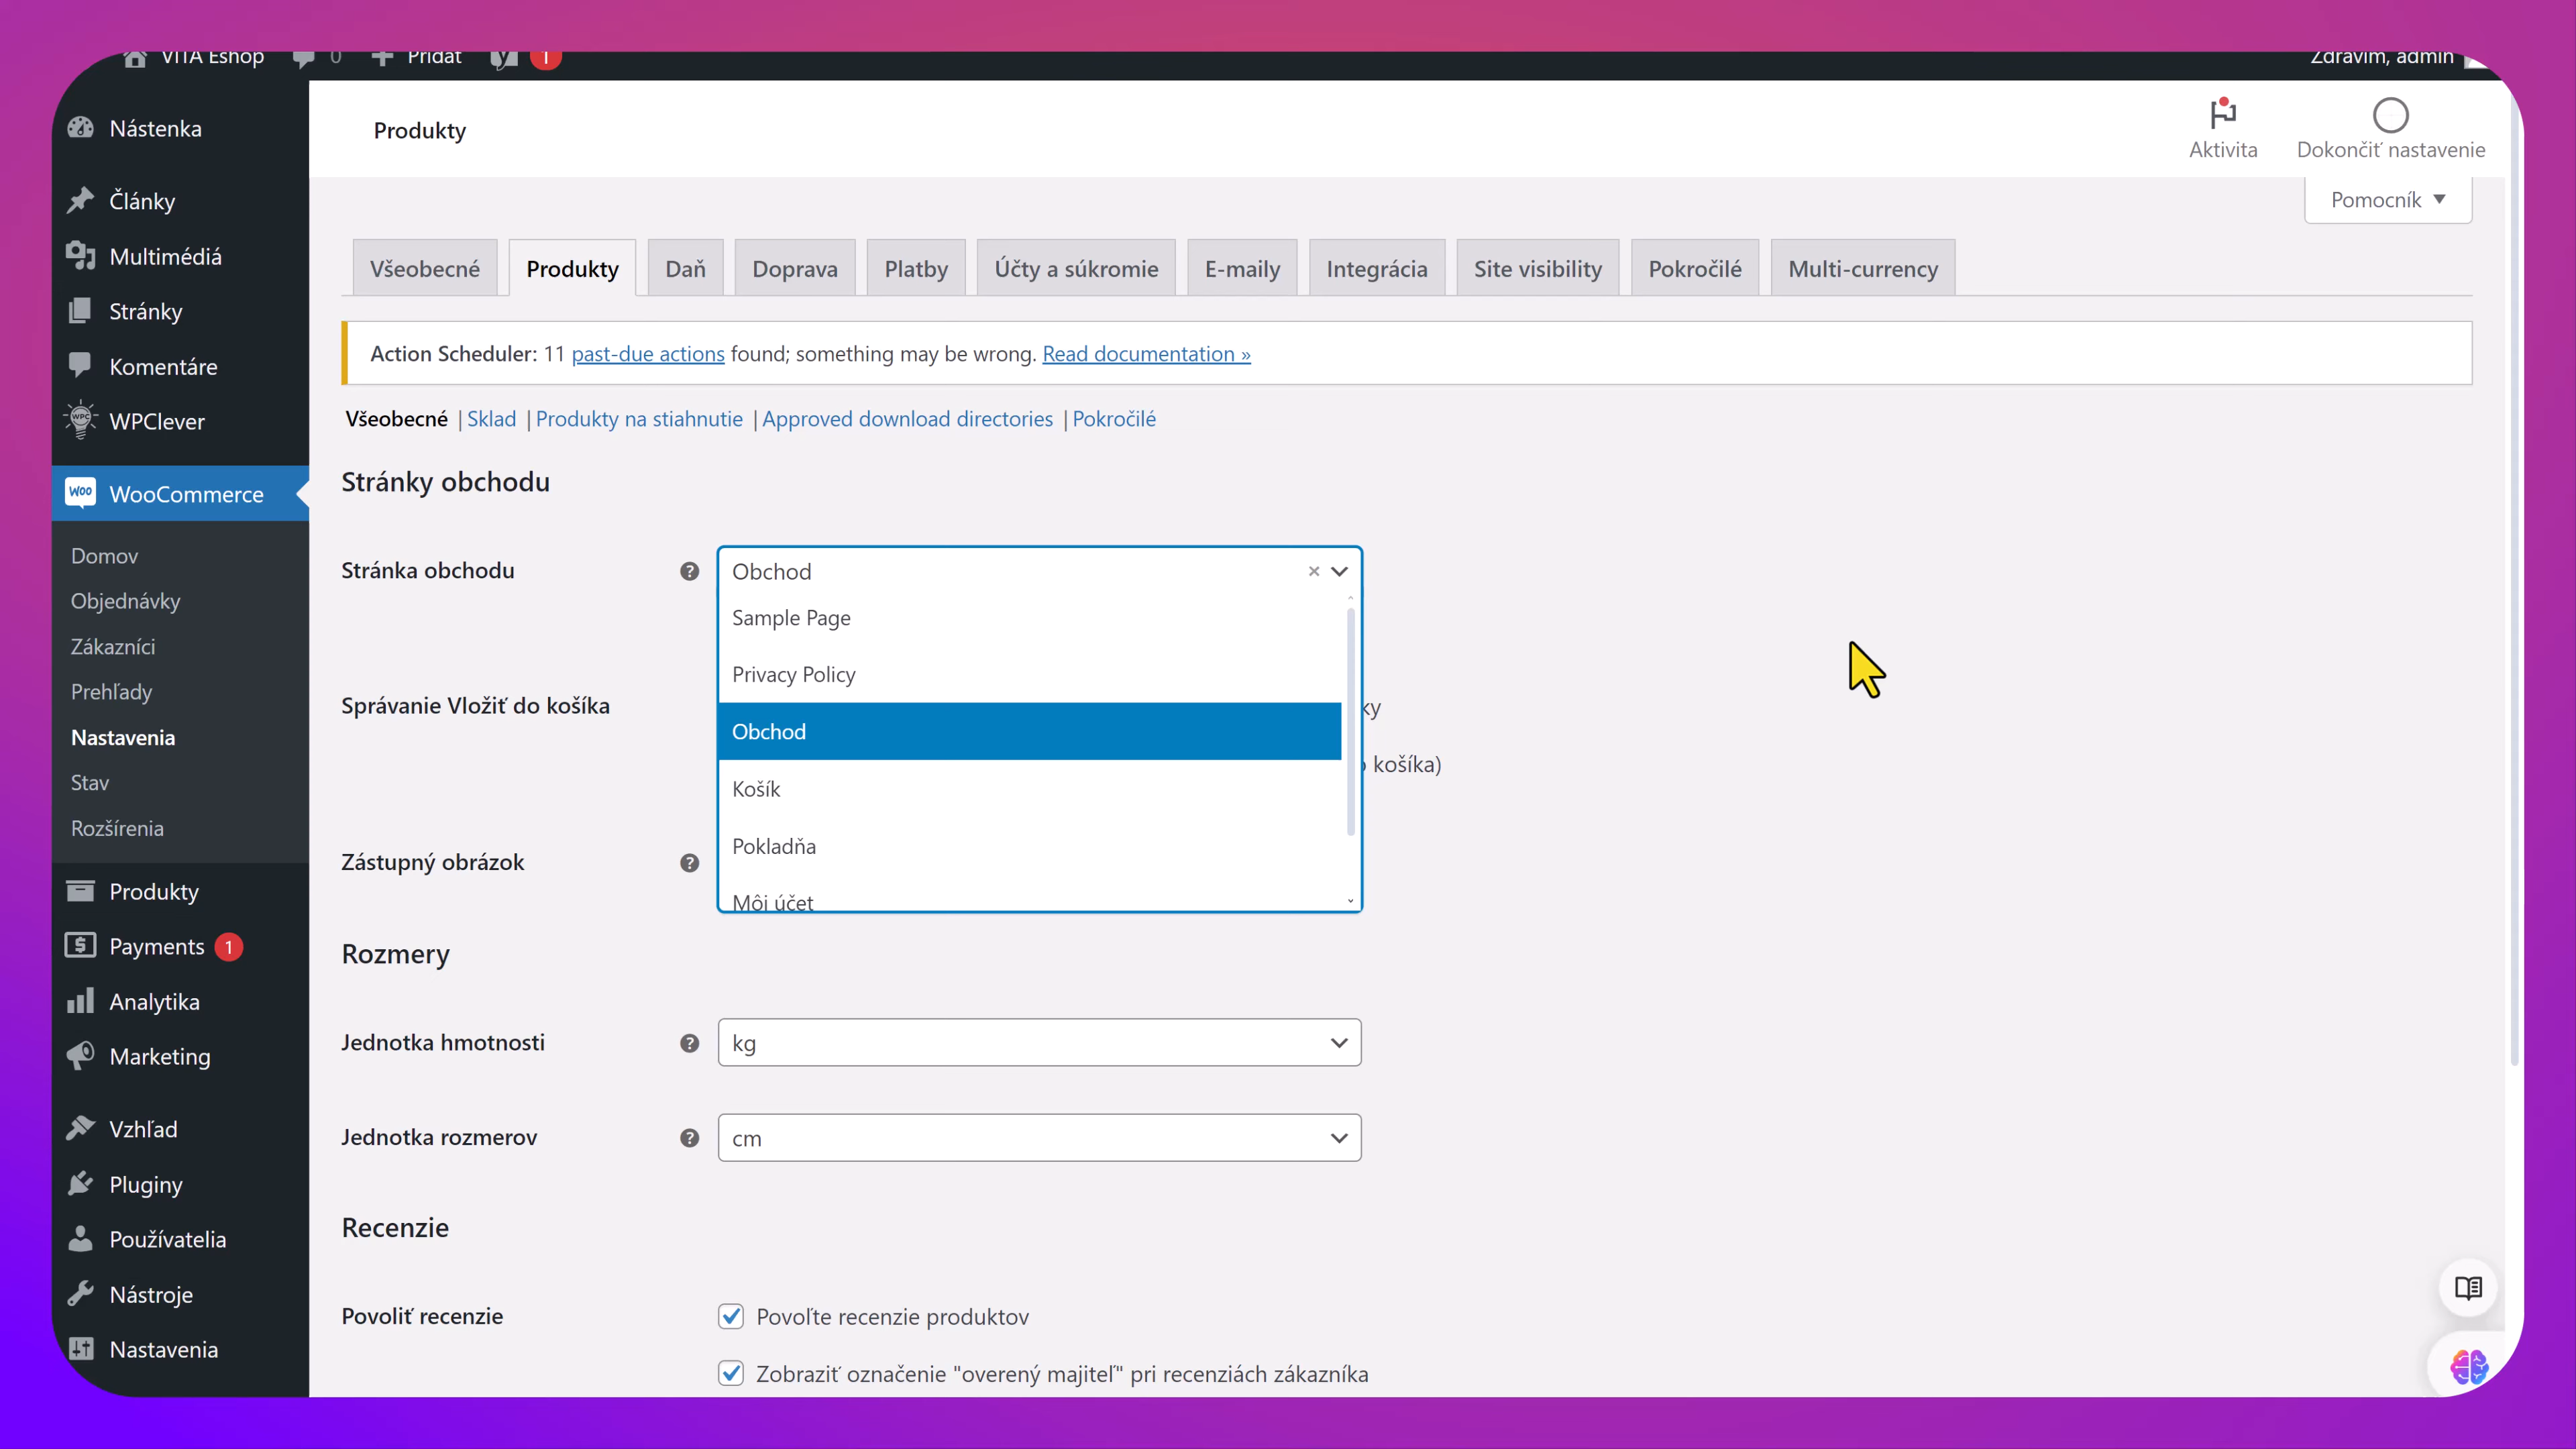 VITA Eshop 0 Pridať 1 Zdravím, admin
Nástenka
Články
Multimédiá
Stránky
Komentáre
WPC WPClever
WOO WooCommerce
Domov
Objednávky
Zákazníci
Prehľady
Nastavenia
Stav
Rozšírenia
Produkty
Payments 1
Analytika
Marketing
Vzhľad
Pluginy
Používatelia
Nástroje
Nastavenia
Produkty
Aktivita
Dokončiť nastavenie
Pomocník
Všeobecné Produkty Daň Doprava Platby Účty a súkromie E-maily Integrácia Site visibility Pokročilé Multi-currency
Action Scheduler: 11 past-due actions found; something may be wrong. Read documentation »
Všeobecné | Sklad | Produkty na stiahnutie | Approved download directories | Pokročilé
Stránky obchodu
Stránka obchodu ? Obchod ×
Sample Page
Privacy Policy
Obchod
Košík
Pokladňa
Môj účet
Správanie Vložiť do košíka
košíka)
Zástupný obrázok ?
Rozmery
Jednotka hmotnosti ? kg
Jednotka rozmerov ? cm
Recenzie
Povoliť recenzie Povoľte recenzie produktov
Zobraziť označenie "overený majiteľ" pri recenziách zákazníka